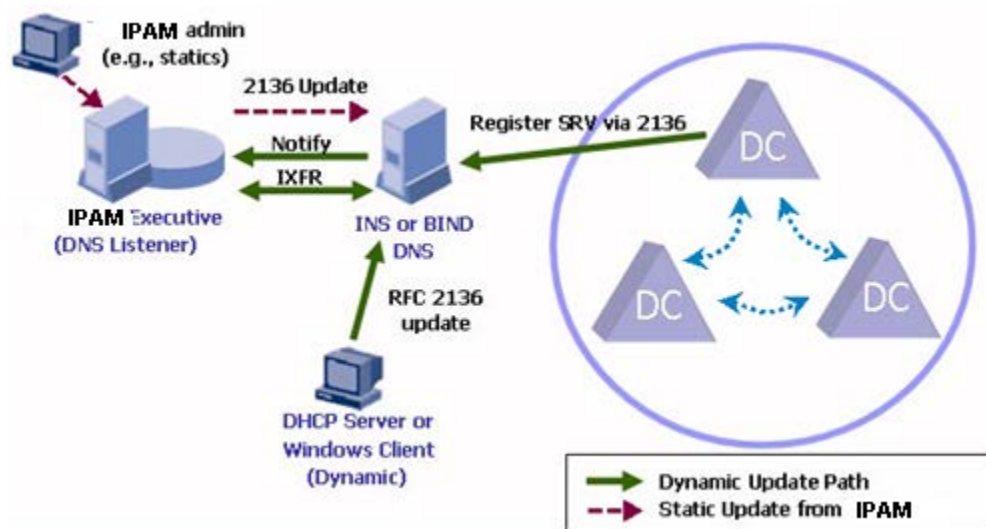 IPAM admin
(e.g., statics)
2136 Update
Notify
IXFR
IPAM Executive
(DNS Listener)
INS or BIND
DNS
Register SRV via 2136
DC
DC
DC
RFC 2136
update
DHCP Server or
Windows Client
(Dynamic)
Dynamic Update Path
Static Update from IPAM